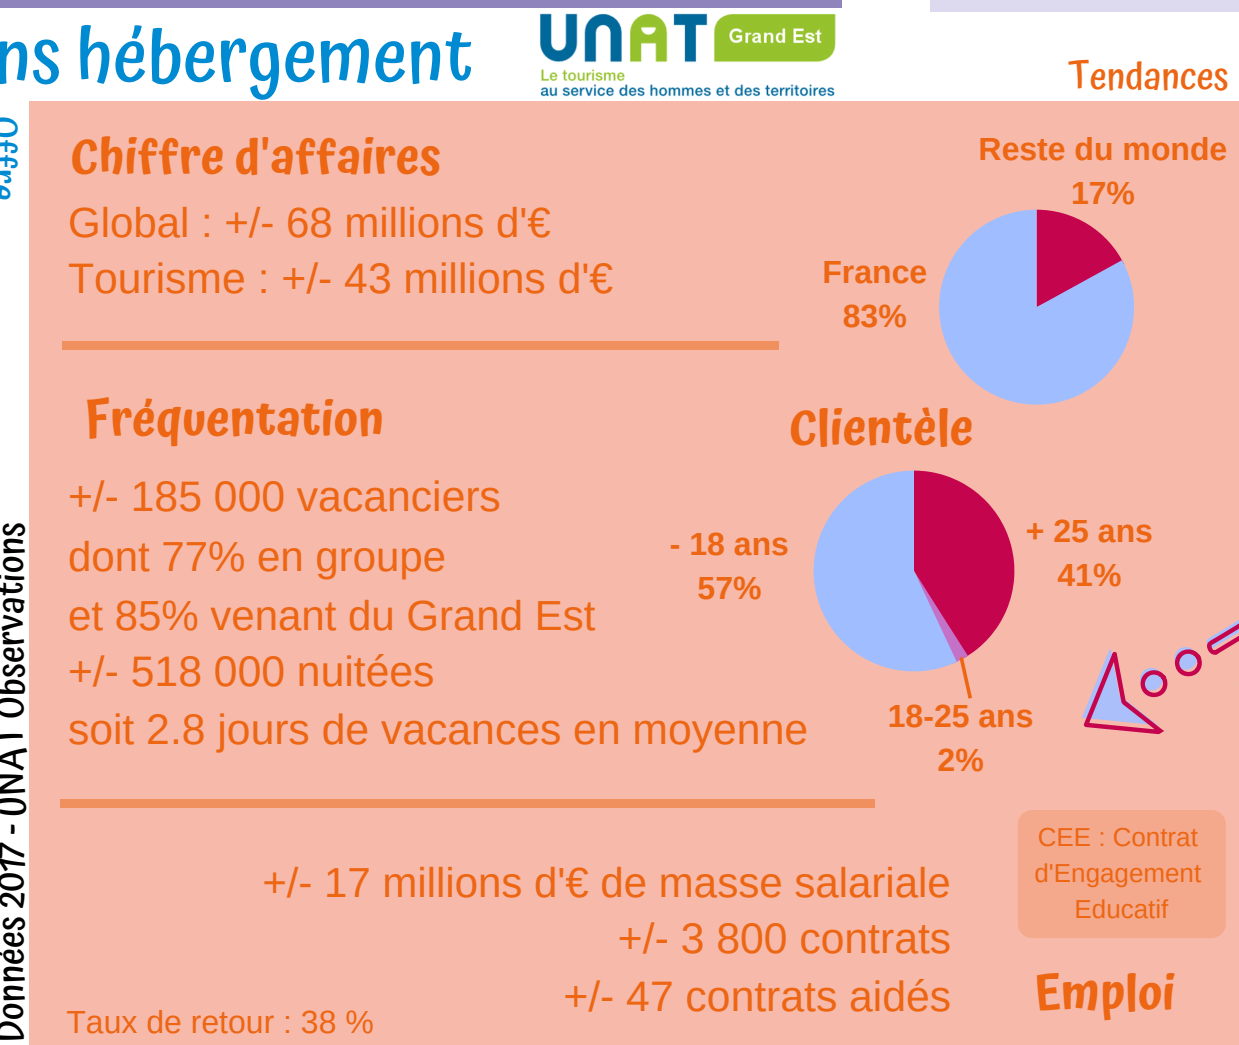 ns hébergement
UNAT Grand Est
Le tourisme
au service des hommes et des territoires
Tendances
Offre
Données 2017 - UNAT Observations
Chiffre d'affaires
Global : +/- 68 millions d'€
Tourisme : +/- 43 millions d'€
Reste du monde
17%
France
83%
Fréquentation
+/- 185 000 vacanciers
dont 77% en groupe
et 85% venant du Grand Est
+/- 518 000 nuitées
soit 2.8 jours de vacances en moyenne
Clientèle
- 18 ans
57%
+ 25 ans
41%
18-25 ans
2%
+/- 17 millions d'€ de masse salariale
+/- 3 800 contrats
+/- 47 contrats aidés
CEE : Contrat
d'Engagement
Educatif
Emploi
Taux de retour : 38 %